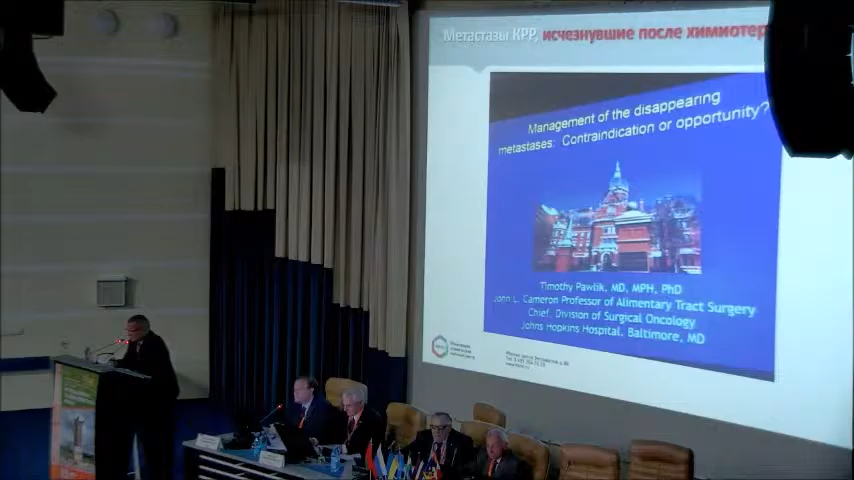 Метастазы КРР, исчезнувшие после химиотер
Management of the disappearing
metastases: Contraindication or opportunity?
Timothy Pawlik, MD, MPH, PhD
John L. Cameron Professor of Alimentary Tract Surgery
Chief, Division of Surgical Oncology
Johns Hopkins Hospital, Baltimore, MD